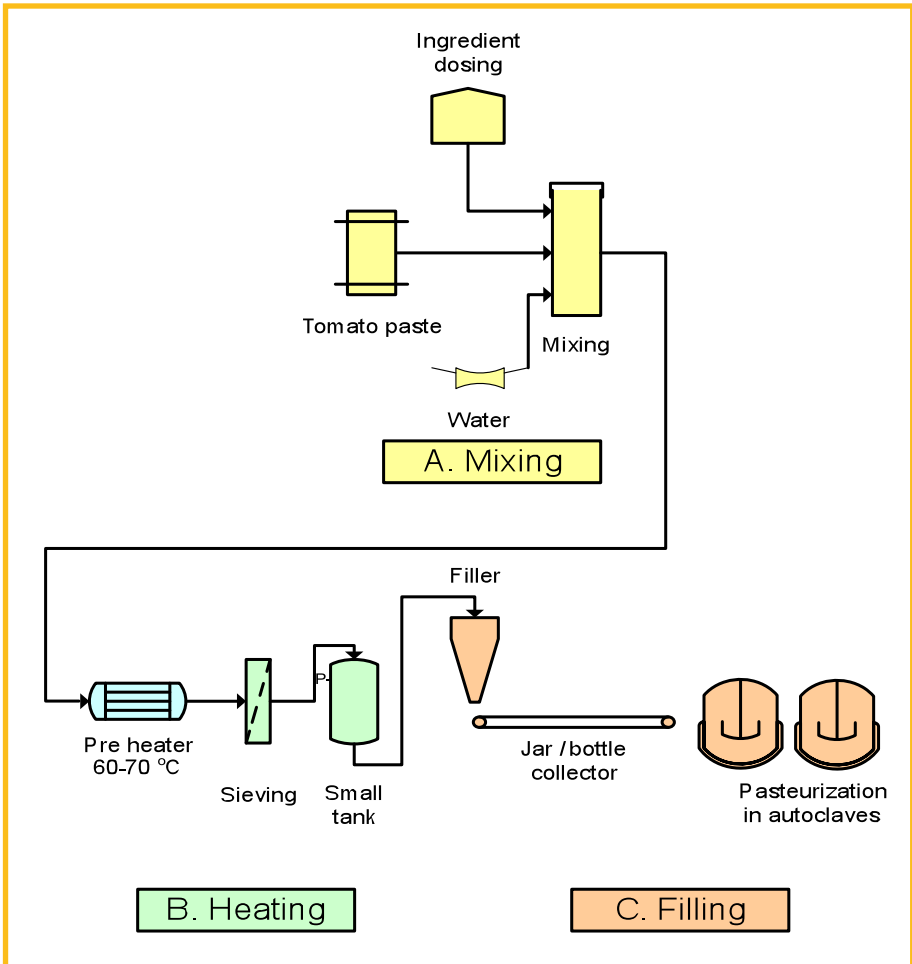 Ingredient
dosing
Tomato paste
Mixing
Water
A. Mixing
Filler
P-
Pre heater
60-70 °C
Sieving
Small
tank
Jar / bottle
collector
Pasteurization
in autoclaves
B. Heating
C. Filling